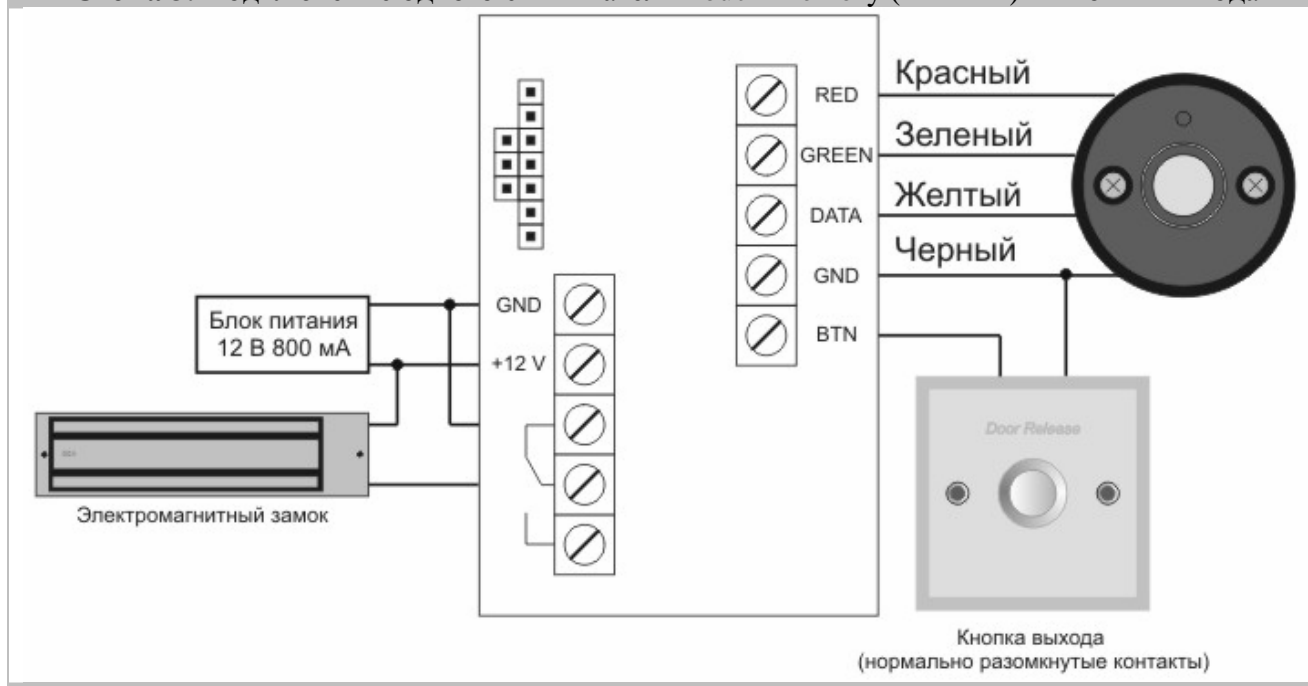 Красный
RED
Зеленый
GREEN
Желтый
DATA
Черный
GND
BTN
GND
+12 V
Блок питания
12 В 800 мА
Электромагнитный замок
Door Release
Кнопка выхода
(нормально разомкнутые контакты)